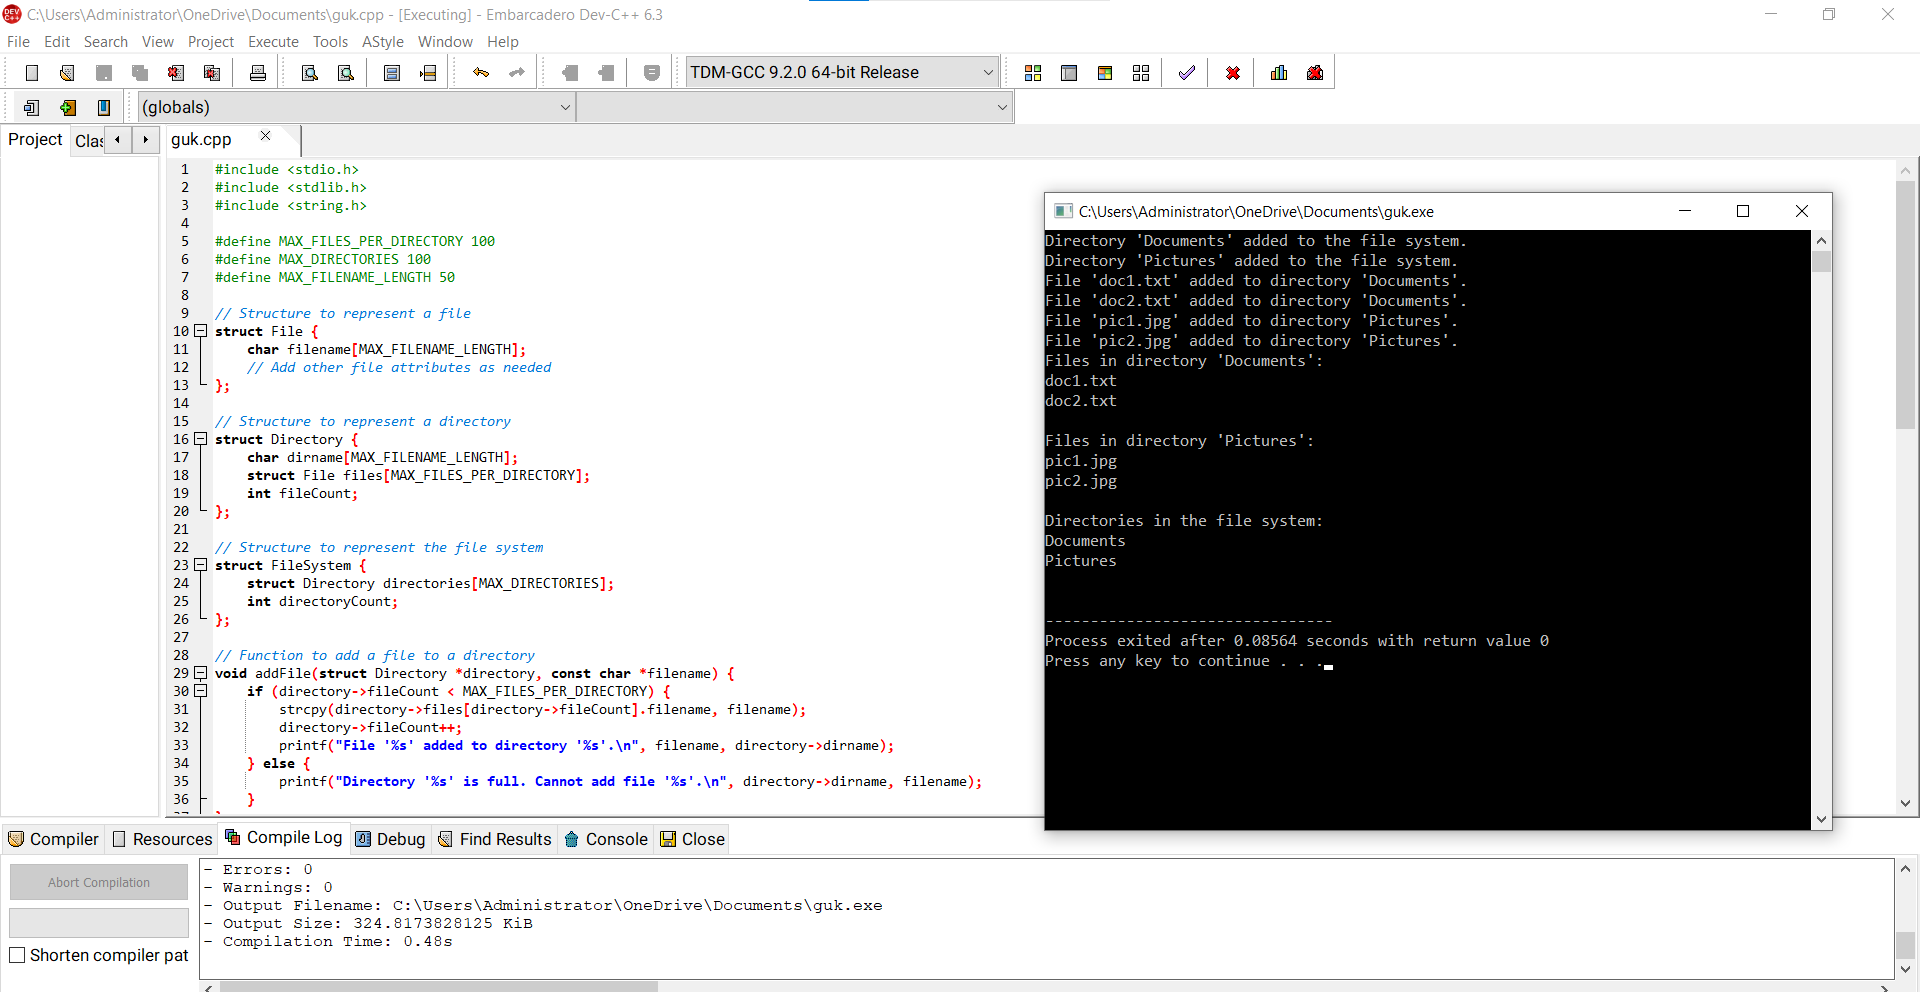 C:\Users\Administrator\OneDrive\Documents\guk.cpp - [Executing] - Embarcadero Dev-C++ 6.3
File Edit Search View Project Execute Tools AStyle Window Help
TDM-GCC 9.2.0 64-bit Release
(globals)
Project Clas
guk.cpp
1 #include <stdio.h>
2 #include <stdlib.h>
3 #include <string.h>
4
5 #define MAX_FILES_PER_DIRECTORY 100
6 #define MAX_DIRECTORIES 100
7 #define MAX_FILENAME_LENGTH 50
8
9 // Structure to represent a file
10 struct File {
11 char filename[MAX_FILENAME_LENGTH];
12 // Add other file attributes as needed
13 };
14
15 // Structure to represent a directory
16 struct Directory {
17 char dirname[MAX_FILENAME_LENGTH];
18 struct File files[MAX_FILES_PER_DIRECTORY];
19 int fileCount;
20 };
21
22 // Structure to represent the file system
23 struct FileSystem {
24 struct Directory directories[MAX_DIRECTORIES];
25 int directoryCount;
26 };
27
28 // Function to add a file to a directory
29 void addFile(struct Directory *directory, const char *filename) {
30 if (directory->fileCount < MAX_FILES_PER_DIRECTORY) {
31 strcpy(directory->files[directory->fileCount].filename, filename);
32 directory->fileCount++;
33 printf("File '%s' added to directory '%s'.\n", filename, directory->dirname);
34 } else {
35 printf("Directory '%s' is full. Cannot add file '%s'.\n", directory->dirname, filename);
36 }
C:\Users\Administrator\OneDrive\Documents\guk.exe
Directory 'Documents' added to the file system.
Directory 'Pictures' added to the file system.
File 'doc1.txt' added to directory 'Documents'.
File 'doc2.txt' added to directory 'Documents'.
File 'pic1.jpg' added to directory 'Pictures'.
File 'pic2.jpg' added to directory 'Pictures'.
Files in directory 'Documents':
doc1.txt
doc2.txt
Files in directory 'Pictures':
pic1.jpg
pic2.jpg
Directories in the file system:
Documents
Pictures
--------------------------------
Process exited after 0.08564 seconds with return value 0
Press any key to continue . . .
Compiler Resources Compile Log Debug Find Results Console Close
Abort Compilation
Shorten compiler pat
- Errors: 0
- Warnings: 0
- Output Filename: C:\Users\Administrator\OneDrive\Documents\guk.exe
- Output Size: 324.8173828125 KiB
- Compilation Time: 0.48s